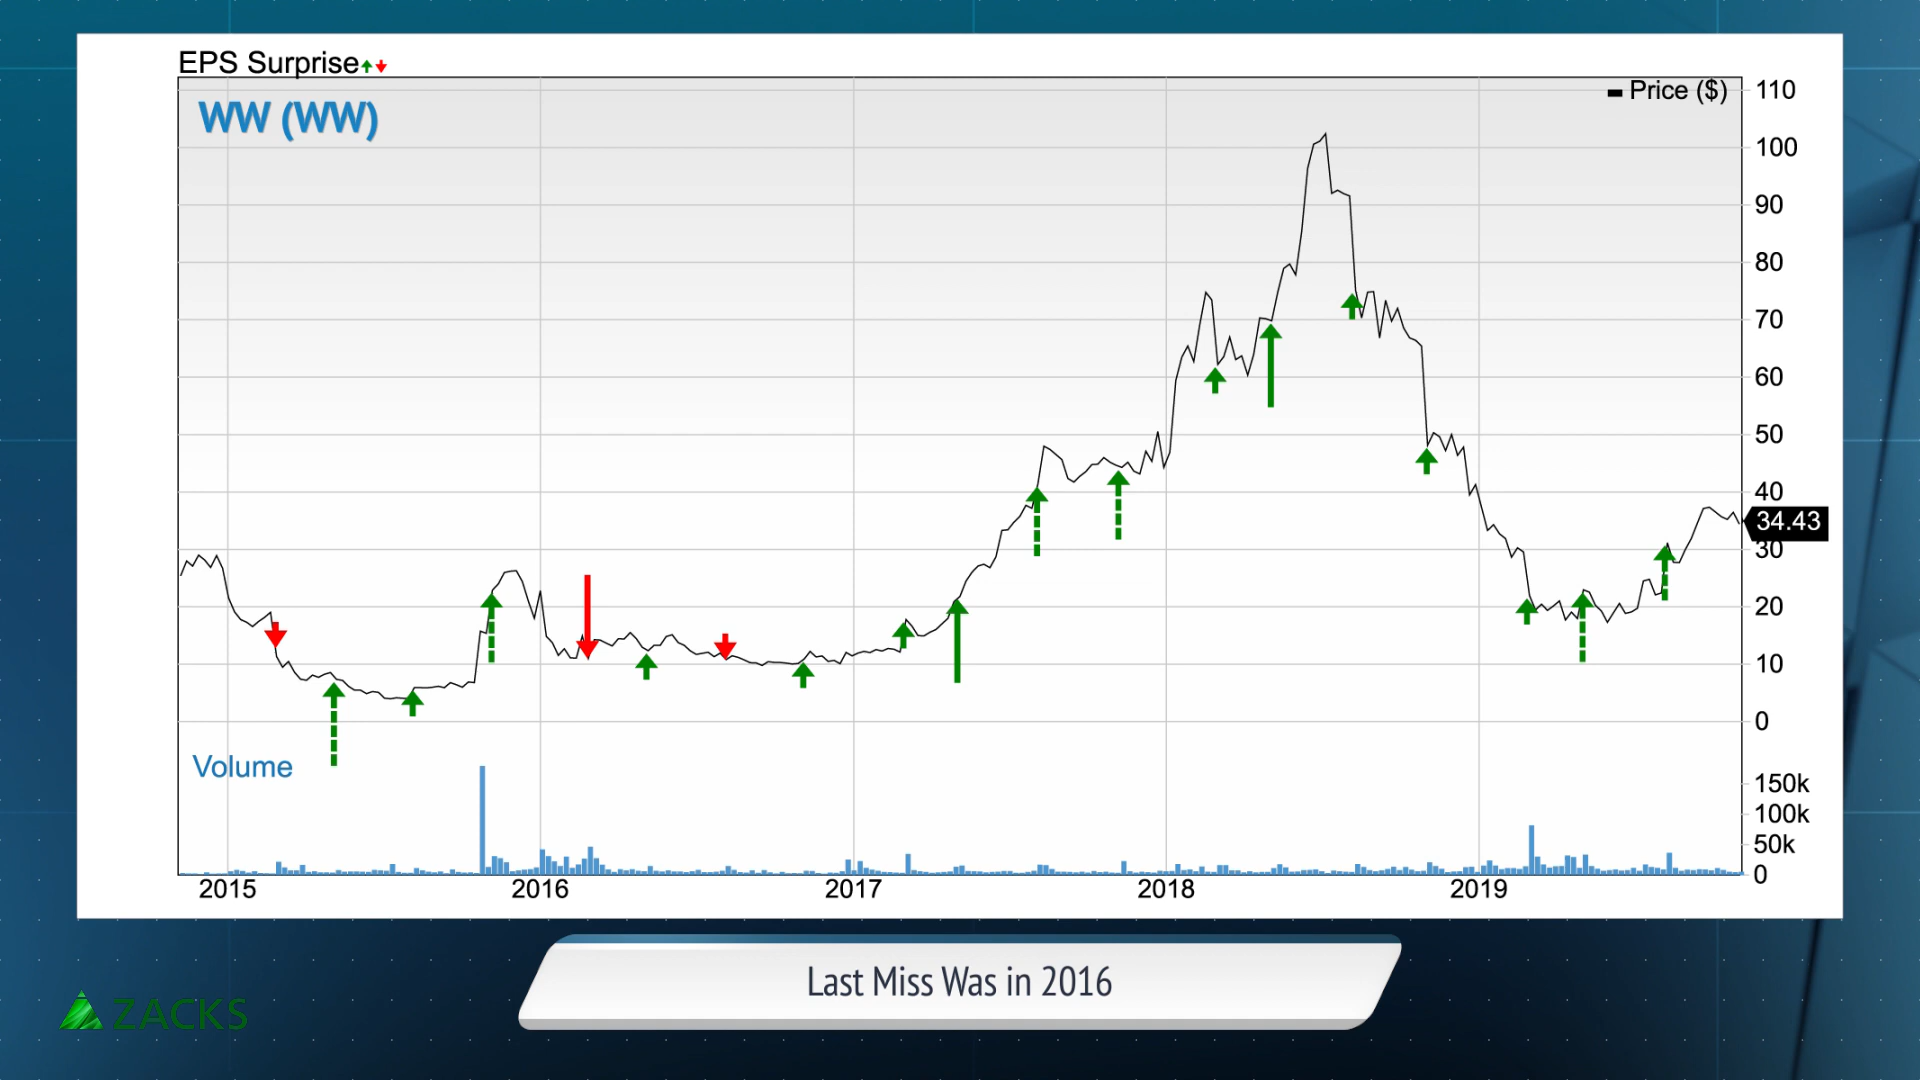 EPS Surprise
WW (WW)
Price ($)
110
100
90
80
70
60
50
40
34.43
30
20
10
0
Volume
150k
100k
50k
0
2015 2016 2017 2018 2019
Last Miss Was in 2016
ZACKS